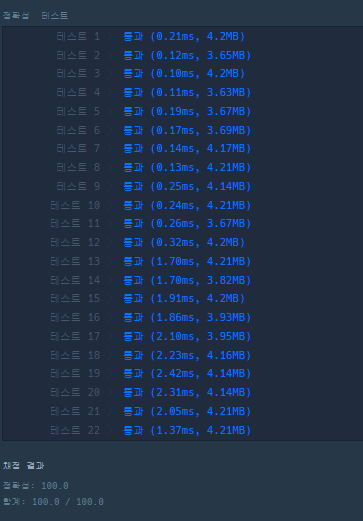 정확성 테스트
테스트 1 〉 통과 (0.21ms, 4.2MB)
테스트 2 〉 통과 (0.12ms, 3.65MB)
테스트 3 〉 통과 (0.10ms, 4.2MB)
테스트 4 〉 통과 (0.11ms, 3.63MB)
테스트 5 〉 통과 (0.19ms, 3.67MB)
테스트 6 〉 통과 (0.17ms, 3.69MB)
테스트 7 〉 통과 (0.14ms, 4.17MB)
테스트 8 〉 통과 (0.13ms, 4.21MB)
테스트 9 〉 통과 (0.25ms, 4.14MB)
테스트 10 〉 통과 (0.24ms, 4.21MB)
테스트 11 〉 통과 (0.26ms, 3.67MB)
테스트 12 〉 통과 (0.32ms, 4.2MB)
테스트 13 〉 통과 (1.70ms, 4.21MB)
테스트 14 〉 통과 (1.70ms, 3.82MB)
테스트 15 〉 통과 (1.91ms, 4.2MB)
테스트 16 〉 통과 (1.86ms, 3.93MB)
테스트 17 〉 통과 (2.10ms, 3.95MB)
테스트 18 〉 통과 (2.23ms, 4.16MB)
테스트 19 〉 통과 (2.42ms, 4.14MB)
테스트 20 〉 통과 (2.31ms, 4.14MB)
테스트 21 〉 통과 (2.05ms, 4.21MB)
테스트 22 〉 통과 (1.37ms, 4.21MB)
채점 결과
정확성: 100.0
합계: 100.0 / 100.0